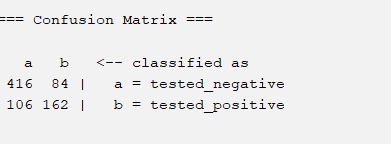 === Confusion Matrix ===
a b <-- classified as
416 84 | a = tested_negative
106 162 | b = tested_positive